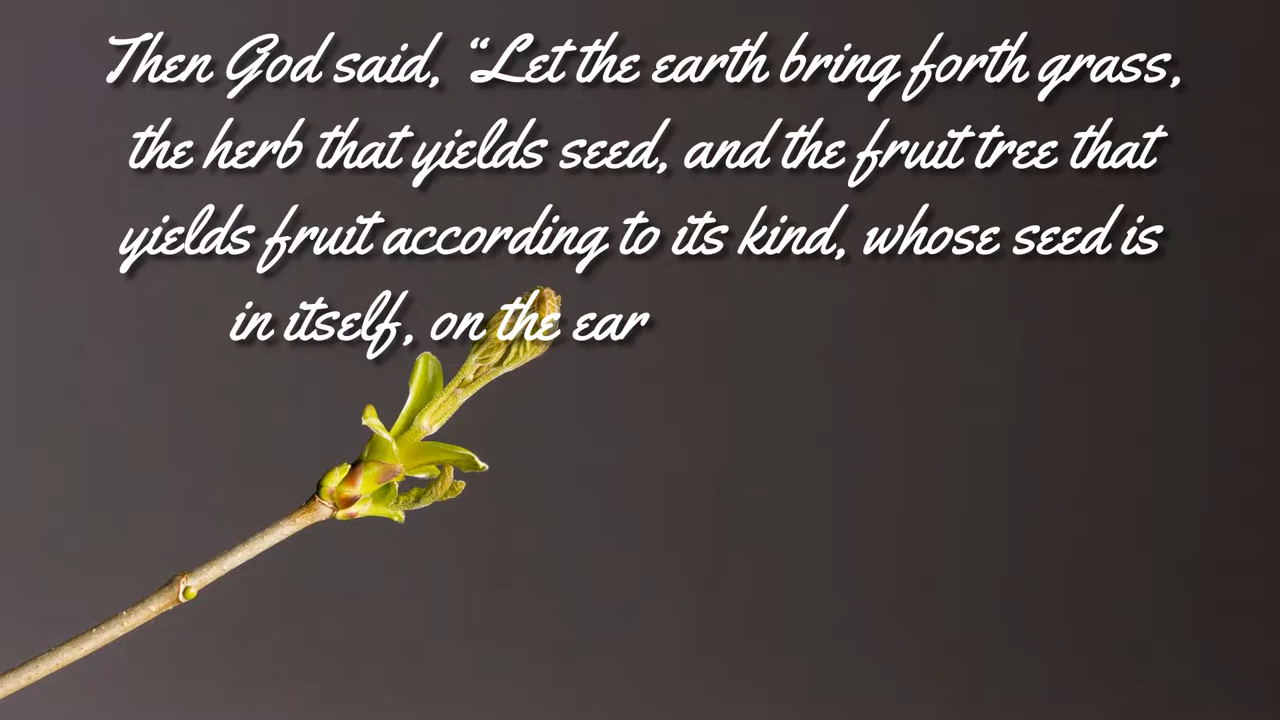 Then God said, “Let the earth bring forth grass,
the herb that yields seed, and the fruit tree that
yields fruit according to its kind, whose seed is
in itself, on the ear